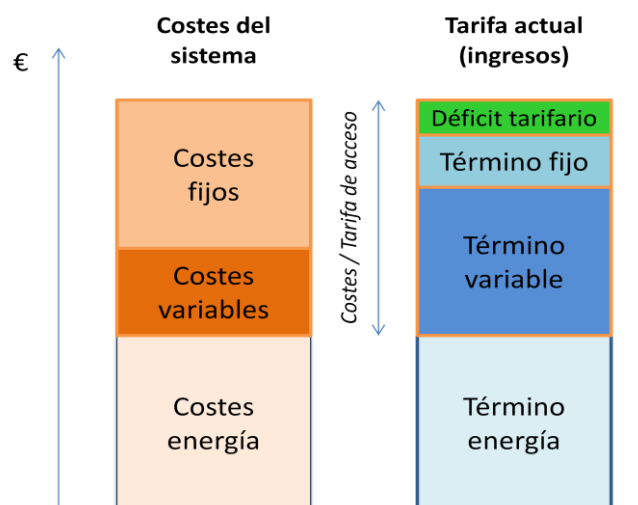 Costes del
sistema
Tarifa actual
(ingresos)
€
Costes
fijos
Costes
variables
Costes
energía
Costes / Tarifa de acceso
Déficit tarifario
Término fijo
Término
variable
Término
energía